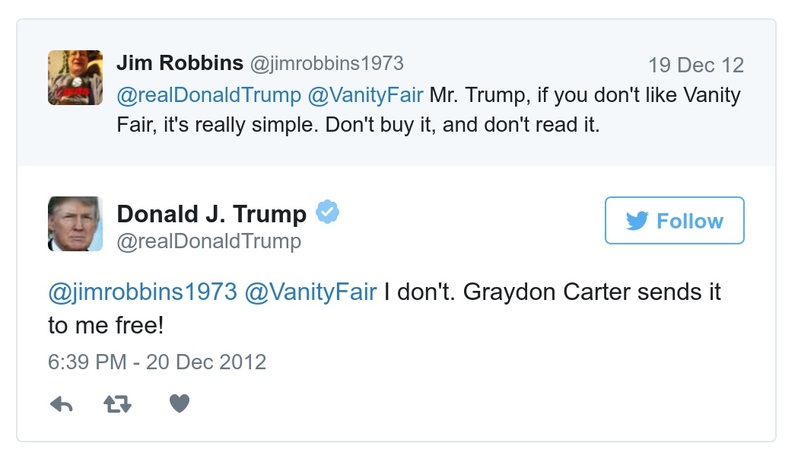 Jim Robbins @jimrobbins1973 19 Dec 12
@realDonaldTrump @VanityFair Mr. Trump, if you don't like Vanity
Fair, it's really simple. Don't buy it, and don't read it.
Donald J. Trump
@realDonaldTrump
Follow
@jimrobbins1973 @VanityFair I don't. Graydon Carter sends it
to me free!
6:39 PM - 20 Dec 2012